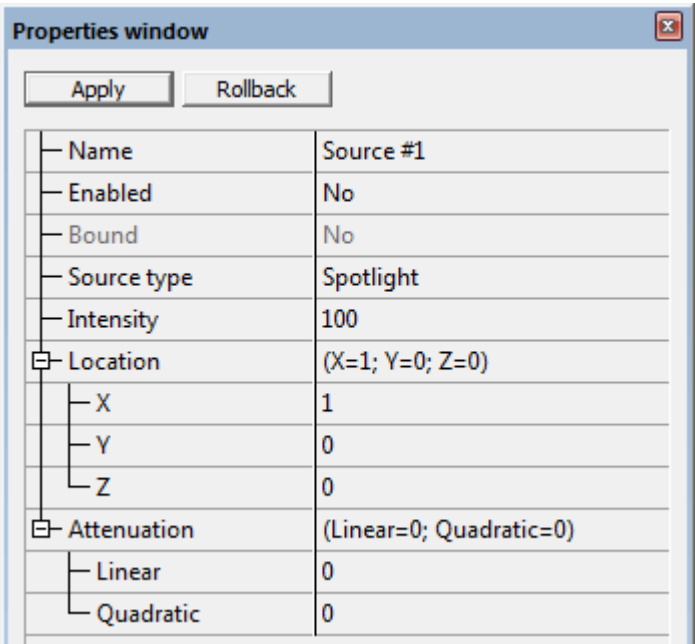 Properties window
Apply Rollback
Name Source #1
Enabled No
Bound No
Source type Spotlight
Intensity 100
Location (X=1; Y=0; Z=0)
X 1
Y 0
Z 0
Attenuation (Linear=0; Quadratic=0)
Linear 0
Quadratic 0